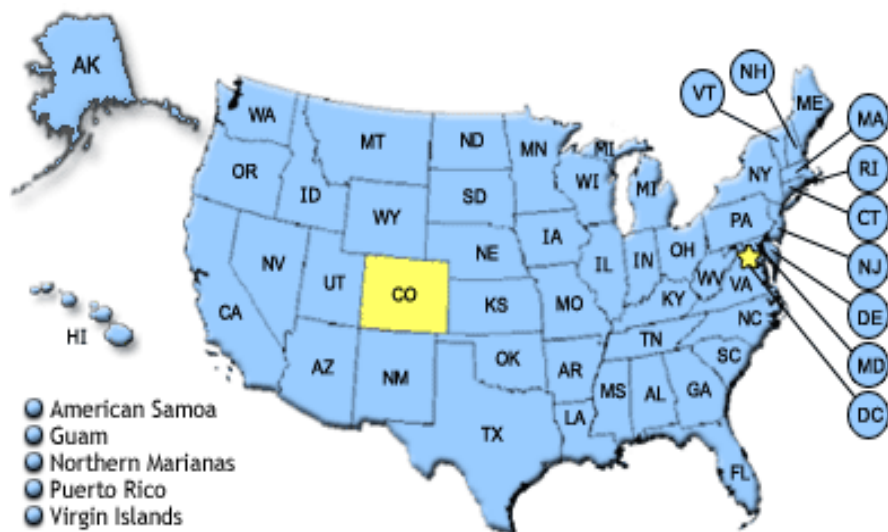 AK
NH
VT
ME
WA
MA
MT
ND
MN
MI
OR
RI
ID
WI
MI
NY
SD
WY
CT
PA
IA
NE
NV
IL
IN
OH
NJ
UT
CO
WV
VA
CA
KS
MO
KY
DE
HI
NC
TN
OK
AZ
NM
AR
SC
MD
MS
AL
GA
DC
American Samoa
LA
TX
Guam
Northern Marianas
FL
Puerto Rico
Virgin Islands